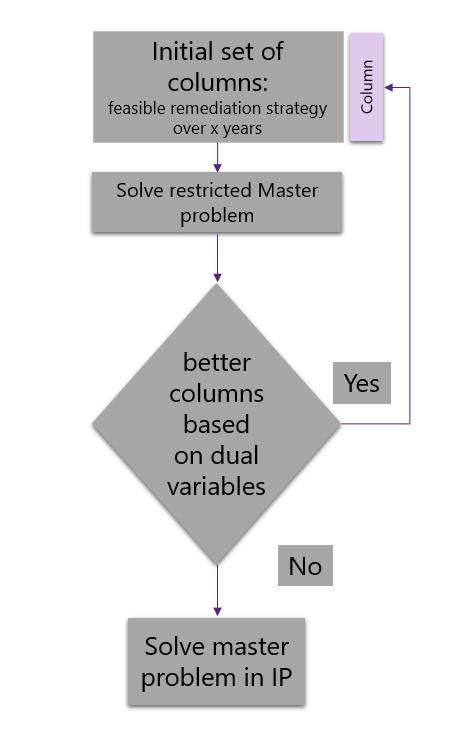 Initial set of
columns:
feasible remediation strategy
over x years
Column
Solve restricted Master
problem
better
columns
based
on dual
variables
Yes
No
Solve master
problem in IP